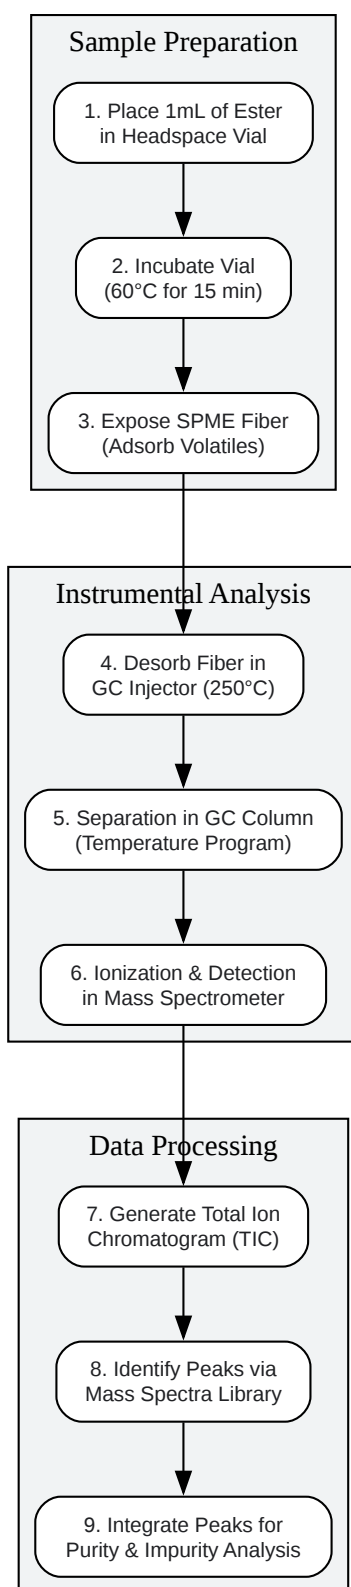 Sample Preparation
1. Place 1mL of Ester
in Headspace Vial
2. Incubate Vial
(60°C for 15 min)
3. Expose SPME Fiber
(Adsorb Volatiles)
Instrumental Analysis
4. Desorb Fiber in
GC Injector (250°C)
5. Separation in GC Column
(Temperature Program)
6. Ionization & Detection
in Mass Spectrometer
Data Processing
7. Generate Total Ion
Chromatogram (TIC)
8. Identify Peaks via
Mass Spectra Library
9. Integrate Peaks for
Purity & Impurity Analysis